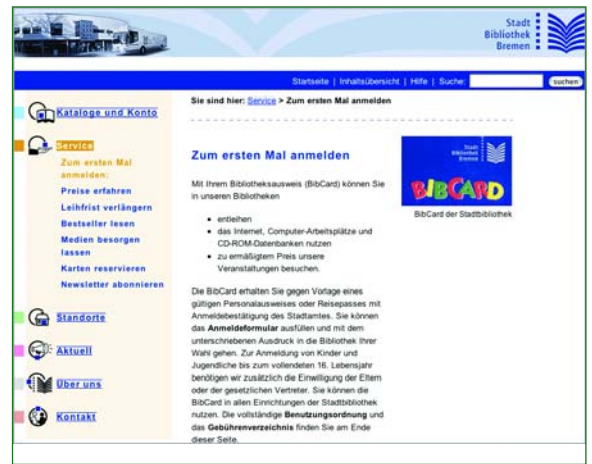 Stadt
Bibliothek
Bremen
Startseite | Inhaltsübersicht | Hilfe | Suche: suchen
Sie sind hier: Service > Zum ersten Mal anmelden
Kataloge und Konto
Service
Zum ersten Mal
anmelden:
Preise erfahren
Leihfrist verlängern
Bestseller lesen
Medien besorgen
lassen
Karten reservieren
Newsletter abonnieren
Standorte
Aktuell
Über uns
Kontakt
Zum ersten Mal anmelden
Mit Ihrem Bibliotheksausweis (BibCard) können Sie
in unseren Bibliotheken
• entleihen
• das Internet, Computer-Arbeitsplätze und
CD-ROM-Datenbanken nutzen
• zu ermäßigtem Preis unsere
Veranstaltungen besuchen.
Die BibCard erhalten Sie gegen Vorlage eines
gültigen Personalausweises oder Reisepasses mit
Anmeldebestätigung des Stadtamtes. Sie können
das Anmeldeformular ausfüllen und mit dem
unterschriebenen Ausdruck in die Bibliothek Ihrer
Wahl gehen. Zur Anmeldung von Kinder und
Jugendliche bis zum vollendeten 16. Lebensjahr
benötigen wir zusätzlich die Einwilligung der Eltern
oder der gesetzlichen Vertreter. Sie können die
BibCard in allen Einrichtungen der Stadtbibliothek
nutzen. Die vollständige Benutzungsordnung und
das Gebührenverzeichnis finden Sie am Ende
dieser Seite.
Stadt
Bibliothek
Bremen
BIBCARD
BibCard der Stadtbibliothek